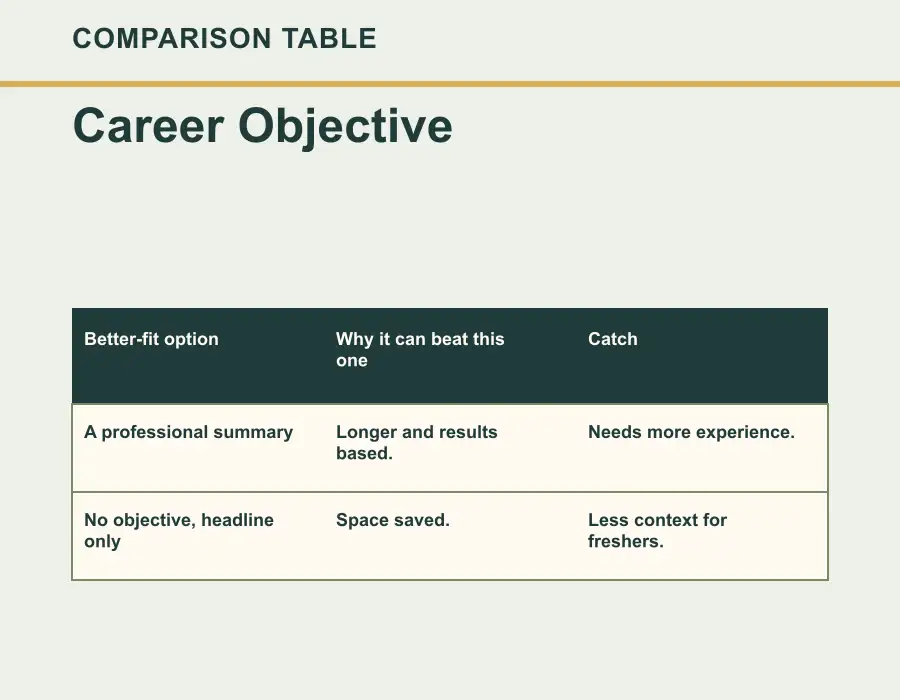 COMPARISON TABLE
Career Objective
Better-fit option
Why it can beat this
one
Catch
A professional summary
Longer and results
based.
Needs more experience.
No objective, headline
only
Space saved.
Less context for
freshers.